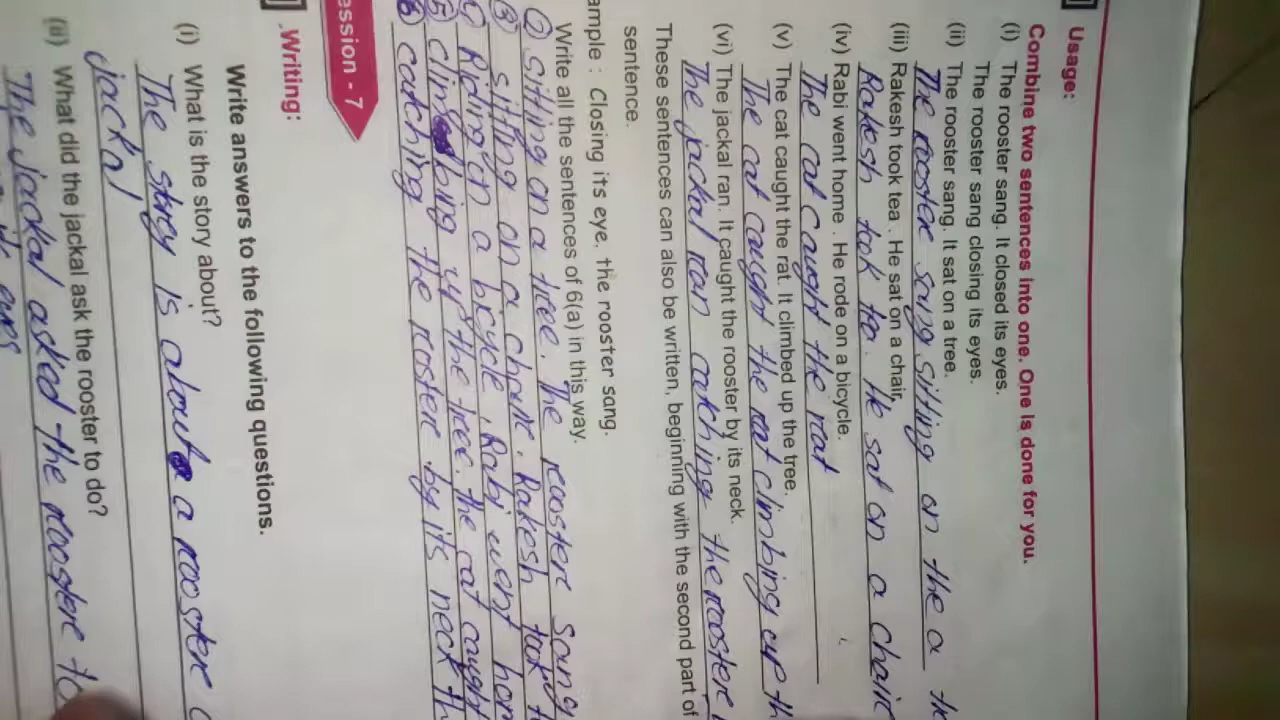 Usage:
Combine two sentences into one. One is done for you.
(i) The rooster sang. It closed its eyes.
The rooster sang closing its eyes.
(ii) The rooster sang. It sat on a tree.
The rooster sang sitting on the a
(iii) Rakesh took tea. He sat on a chair.
Rakesh took to. He sat on a chair
(iv) Rabi went home. He rode on a bicycle.
The cat caught the rat
(v) The cat caught the rat. It climbed up the tree.
The cat caught the rat climbing up th
(vi) The jackal ran. It caught the rooster by its neck.
The jackal ran catching the rooster
These sentences can also be written, beginning with the second part of
sentence.
ample : Closing its eye, the rooster sang.
Write all the sentences of 6(a) in this way.
sitting on a tree. The rooster sang
③ sitting on a chair. Rakesh took t
Riding on a bicycle, Rabi went hom
⑤ climbing up the tree. the cat caught
⑥ catching the rooster by its neck th
ession - 7
Writing:
Write answers to the following questions.
(i) What is the story about?
The story is about a rooster
jackal
(ii) What did the jackal ask the rooster to do?
The jackal asked the rooster to